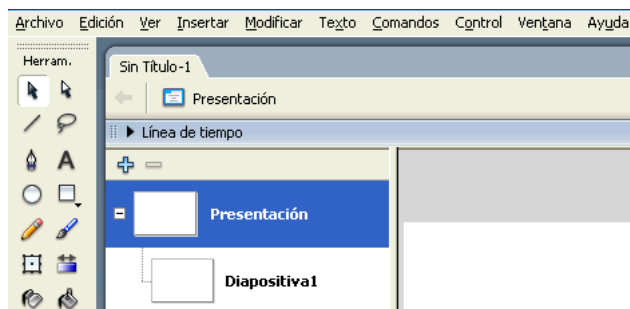 Archivo Edición Ver Insertar Modificar Texto Comandos Control Ventana Ayuda
Herram.
Sin Título-1
Presentación
Línea de tiempo
Presentación
Diapositiva1